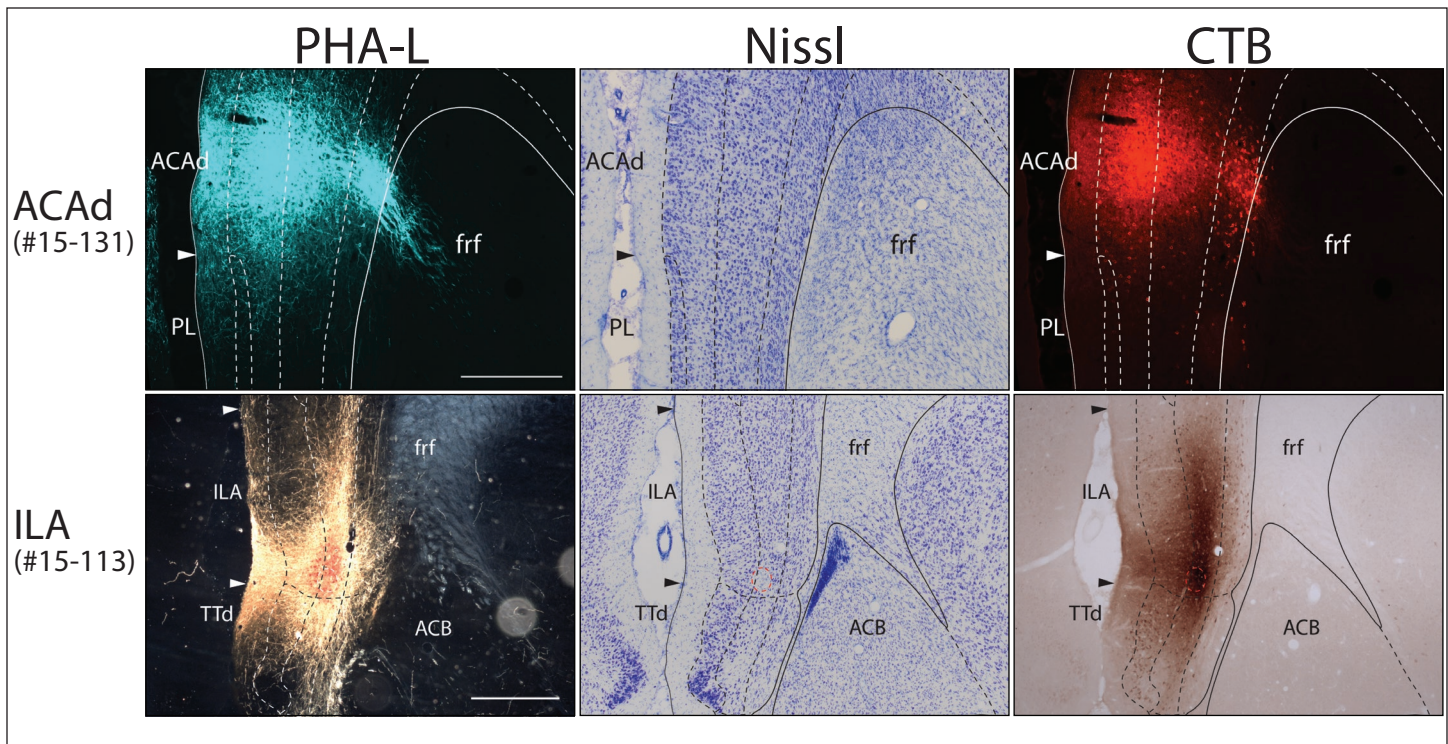 PHA-L Nissl CTB
ACAd
(#15-131)
ACAd
frf
PL
ACAd
frf
PL
ACAd
frf
PL
ILA
(#15-113)
frf
ILA
TTd
ACB
frf
ILA
TTd
ACB
frf
ILA
TTd
ACB